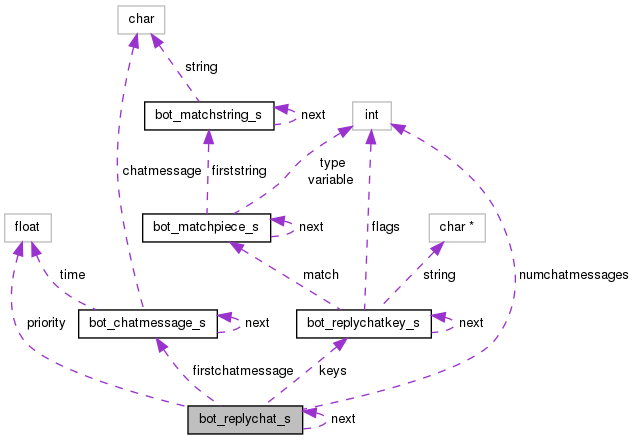 char
string
bot_matchstring_s
next
int
chatmessage
firststring
type
variable
float
bot_matchpiece_s
next
flags
char *
time
match
string
numchatmessages
priority
bot_chatmessage_s
next
bot_replychatkey_s
next
firstchatmessage
keys
bot_replychat_s
next